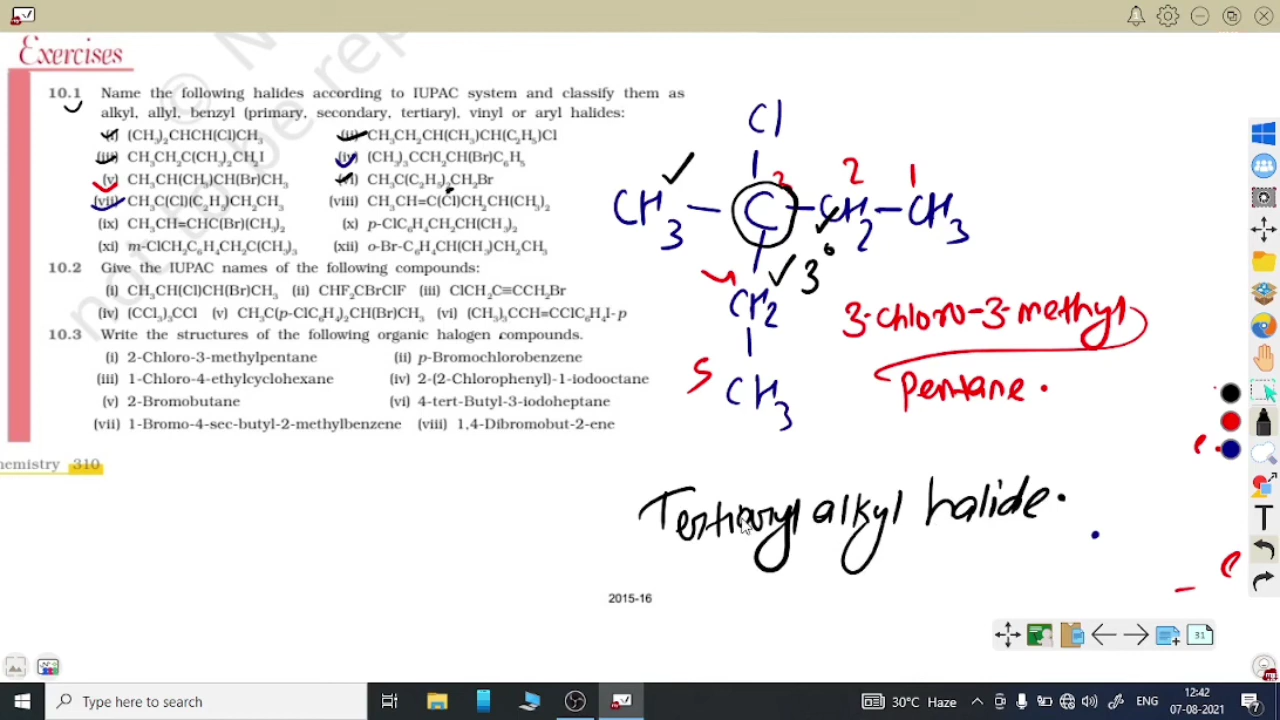 Exercises
10.1 Name the following halides according to IUPAC system and classify them as
alkyl, allyl, benzyl (primary, secondary, tertiary), vinyl or aryl halides:
(i) (CH₃)₂CHCH(Cl)CH₃ (ii) CH₃CH₂CH(CH₃)CH(C₂H₅)Cl
(iii) CH₃CH₂C(CH₃)₂CH₂I (iv) (CH₃)₃CCH₂CH(Br)C₆H₅
(v) CH₃CH(CH₃)CH(Br)CH₃ (vi) CH₃C(C₂H₅)₂CH₂Br
(vii) CH₃C(Cl)(C₂H₅)CH₂CH₃ (viii) CH₃CH=C(Cl)CH₂CH(CH₃)₂
(ix) CH₃CH=CHC(Br)(CH₃)₂ (x) p-ClC₆H₄CH₂CH(CH₃)₂
(xi) m-ClCH₂C₆H₄CH₂C(CH₃)₃ (xii) o-Br-C₆H₄CH(CH₃)CH₂CH₃
10.2 Give the IUPAC names of the following compounds:
(i) CH₃CH(Cl)CH(Br)CH₃ (ii) CHF₂CBrClF (iii) ClCH₂C≡CCH₂Br
(iv) (CCl₃)₃CCl (v) CH₃C(p-ClC₆H₄)₂CH(Br)CH₃ (vi) (CH₃)₃CCH=CClC₆H₄I-p
10.3 Write the structures of the following organic halogen compounds.
(i) 2-Chloro-3-methylpentane (ii) p-Bromochlorobenzene
(iii) 1-Chloro-4-ethylcyclohexane (iv) 2-(2-Chlorophenyl)-1-iodooctane
(v) 2-Bromobutane (vi) 4-tert-Butyl-3-iodoheptane
(vii) 1-Bromo-4-sec-butyl-2-methylbenzene (viii) 1,4-Dibromobut-2-ene
hemistry 310
Cl
3 2 1
CH₃ – C – CH₂ – CH₃
3°
CH₂
5 CH₃
3-chloro-3-methyl
pentane.
Tertiaryl alkyl halide.
2015-16
T
31
Type here to search
30°C Haze
ENG
12:42
07-08-2021